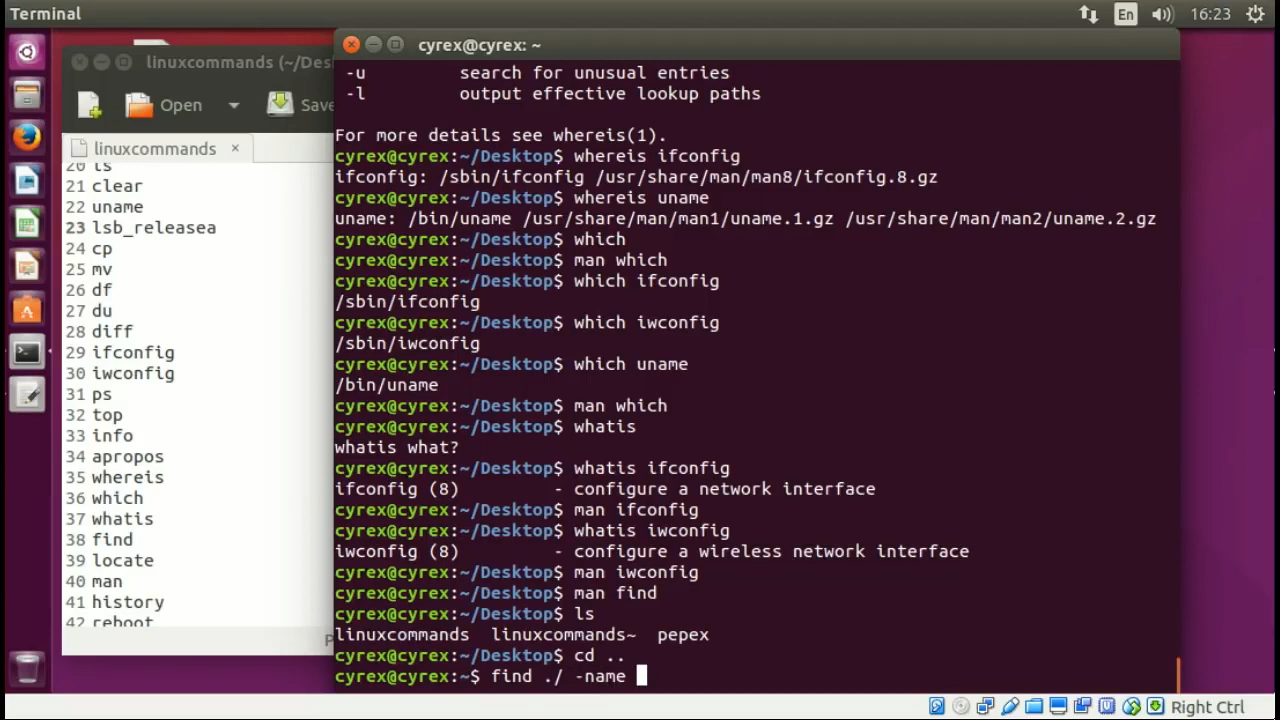 Terminal
En
16:23
linuxcommands (~/Des
Open
Save
linuxcommands ×
20 ls
21 clear
22 uname
23 lsb_releasea
24 cp
25 mv
26 df
27 du
28 diff
29 ifconfig
30 iwconfig
31 ps
32 top
33 info
34 apropos
35 whereis
36 which
37 whatis
38 find
39 locate
40 man
41 history
42 reboot
P
cyrex@cyrex: ~
-u search for unusual entries
-l output effective lookup paths
For more details see whereis(1).
cyrex@cyrex:~/Desktop$ whereis ifconfig
ifconfig: /sbin/ifconfig /usr/share/man/man8/ifconfig.8.gz
cyrex@cyrex:~/Desktop$ whereis uname
uname: /bin/uname /usr/share/man/man1/uname.1.gz /usr/share/man/man2/uname.2.gz
cyrex@cyrex:~/Desktop$ which
cyrex@cyrex:~/Desktop$ man which
cyrex@cyrex:~/Desktop$ which ifconfig
/sbin/ifconfig
cyrex@cyrex:~/Desktop$ which iwconfig
/sbin/iwconfig
cyrex@cyrex:~/Desktop$ which uname
/bin/uname
cyrex@cyrex:~/Desktop$ man which
cyrex@cyrex:~/Desktop$ whatis
whatis what?
cyrex@cyrex:~/Desktop$ whatis ifconfig
ifconfig (8) - configure a network interface
cyrex@cyrex:~/Desktop$ man ifconfig
cyrex@cyrex:~/Desktop$ whatis iwconfig
iwconfig (8) - configure a wireless network interface
cyrex@cyrex:~/Desktop$ man iwconfig
cyrex@cyrex:~/Desktop$ man find
cyrex@cyrex:~/Desktop$ ls
linuxcommands linuxcommands~ pepex
cyrex@cyrex:~/Desktop$ cd ..
cyrex@cyrex:~$ find ./ -name
Right Ctrl